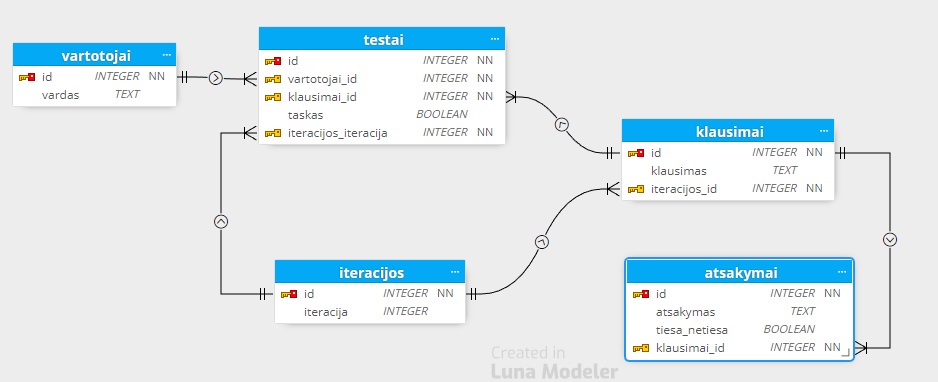 vartotojai ...
id INTEGER NN
vardas TEXT
testai ...
id INTEGER NN
vartotojai_id INTEGER NN
klausimai_id INTEGER NN
taskas BOOLEAN
iteracijos_iteracija INTEGER NN
klausimai ...
id INTEGER NN
klausimas TEXT
iteracijos_id INTEGER NN
iteracijos ...
id INTEGER NN
iteracija INTEGER
atsakymai ...
id INTEGER NN
atsakymas TEXT
tiesa_netiesa BOOLEAN
klausimai_id INTEGER NN
Created in
Luna Modeler